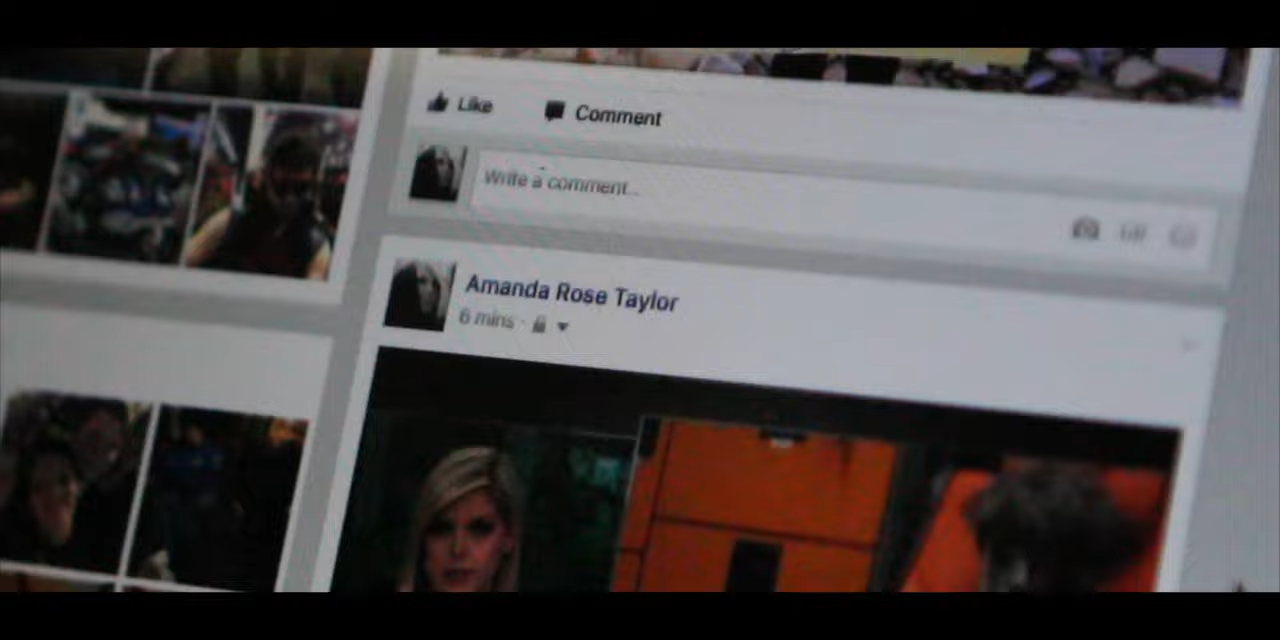 Like
Comment
Write a comment...
Amanda Rose Taylor
6 mins ·